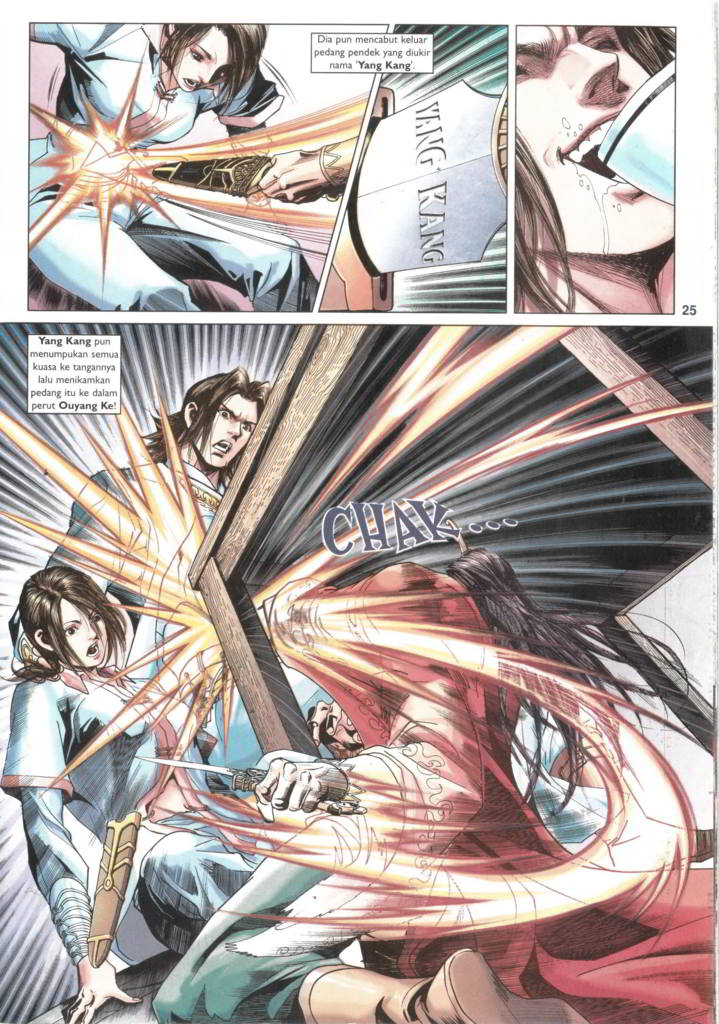 Dia pun mencabut keluar
pedang pendek yang diukir
nama 'Yang Kang'.
YANG KANG
25
Yang Kang pun
menumpukan semua
kuasa ke tangannya
lalu menikamkan
pedang itu ke dalam
perut Ouyang Ke!
CHAK....